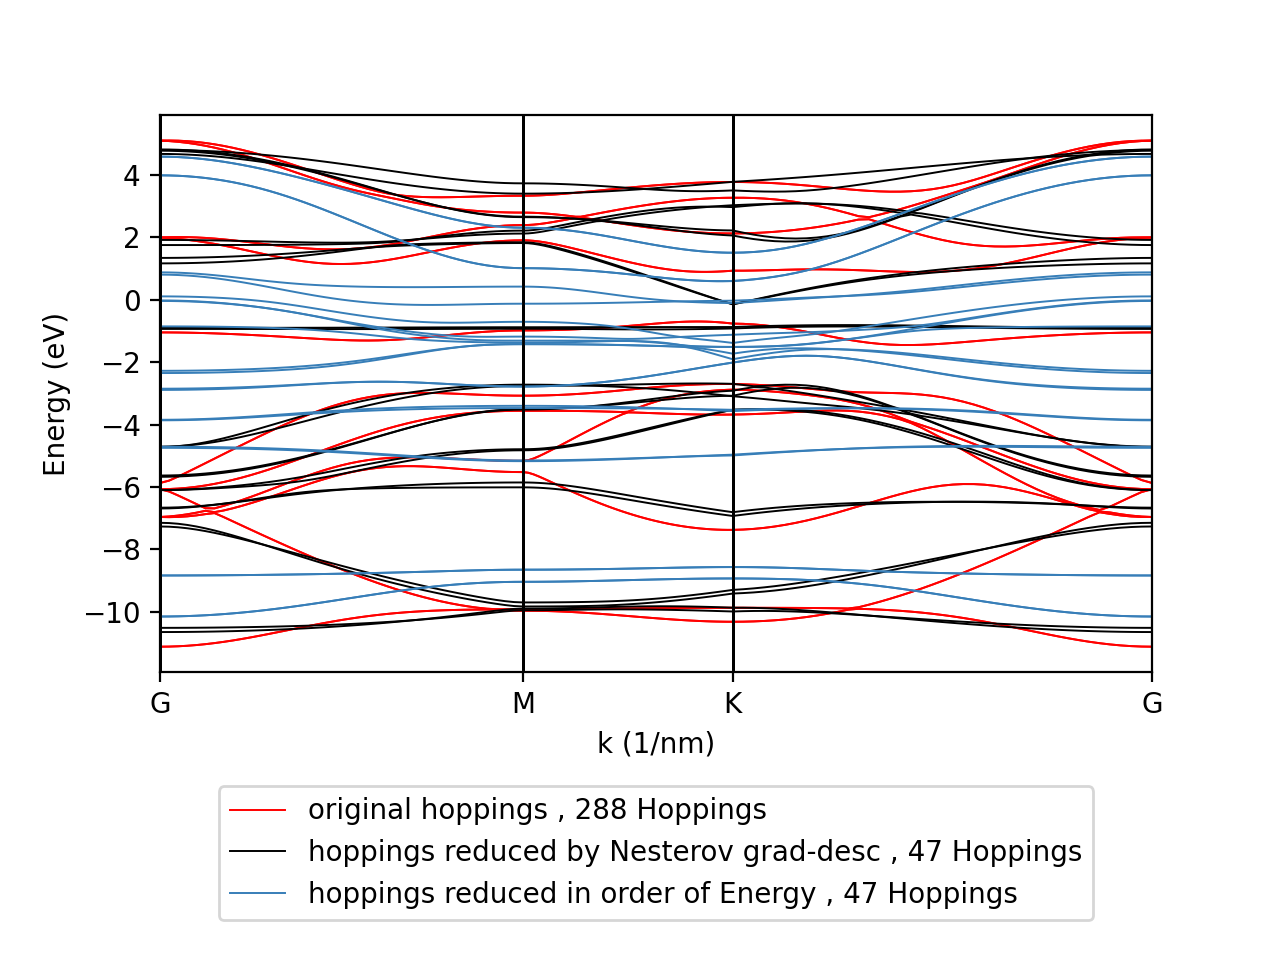 4
2
0
−2
−4
−6
−8
−10
Energy (eV)
G M K G
k (1/nm)
original hoppings , 288 Hoppings
hoppings reduced by Nesterov grad-desc , 47 Hoppings
hoppings reduced in order of Energy , 47 Hoppings